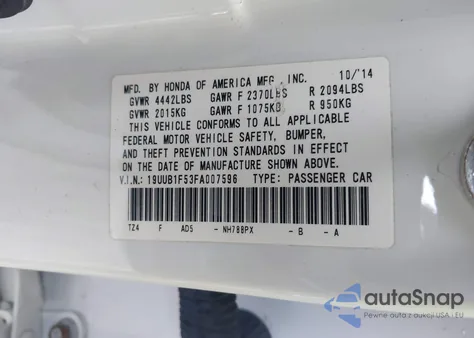 MFD. BY HONDA OF AMERICA MFG., INC. 10/'14
GVWR 4442LBS GAWR F 2370LBS R 2094LBS
GVWR 2015KG GAWR F 1075KG R 950KG
THIS VEHICLE CONFORMS TO ALL APPLICABLE
FEDERAL MOTOR VEHICLE SAFETY, BUMPER,
AND THEFT PREVENTION STANDARDS IN EFFECT
ON THE DATE OF MANUFACTURE SHOWN ABOVE.
V.I.N.: 19UUB1F53FA007596 TYPE: PASSENGER CAR
TZ4 F AD5 - NH788PX - B - A
autoSnap
Pewne auta z USA i EU